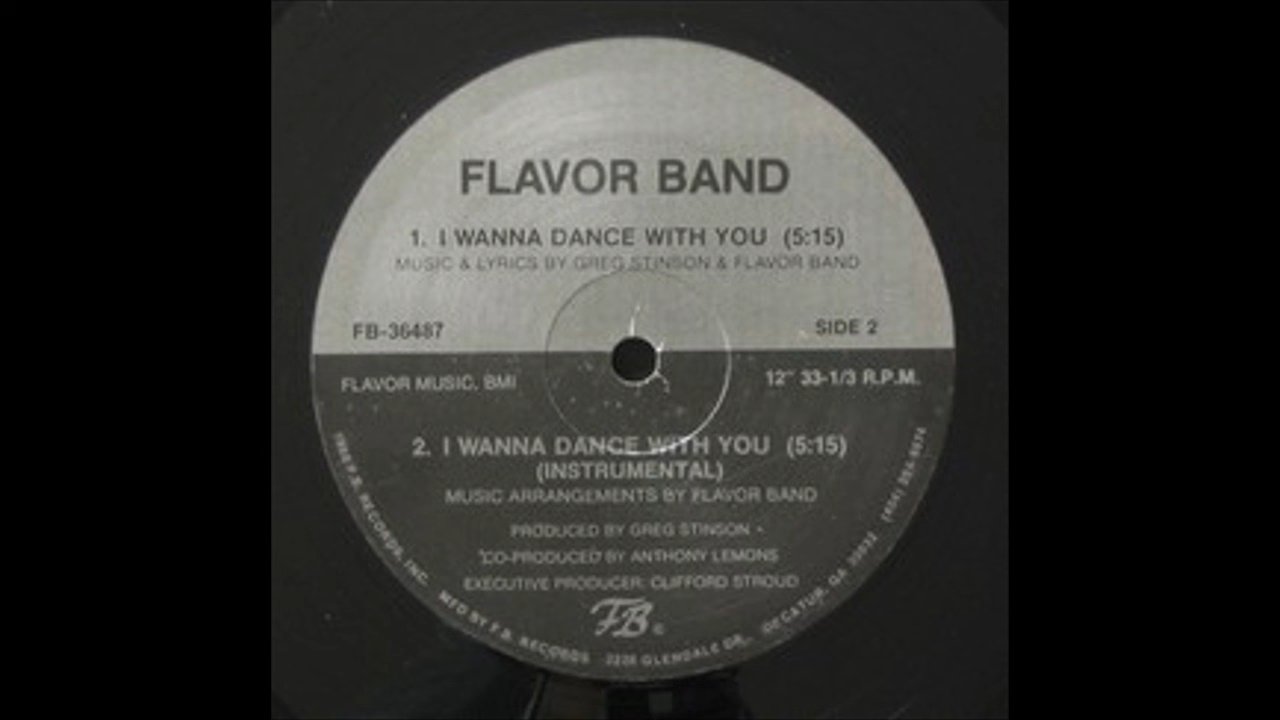 FLAVOR BAND
1. I WANNA DANCE WITH YOU (5:15)
MUSIC & LYRICS BY GREG STINSON & FLAVOR BAND
FB-36487
SIDE 2
FLAVOR MUSIC, BMI
12" 33-1/3 R.P.M.
2. I WANNA DANCE WITH YOU (5:15)
(INSTRUMENTAL)
MUSIC ARRANGEMENTS BY FLAVOR BAND
PRODUCED BY GREG STINSON
CO-PRODUCED BY ANTHONY LEMONS
EXECUTIVE PRODUCER: CLIFFORD STROUD
FB
F.B. RECORDS, INC. MFD BY F.B. RECORDS GLENDALE DR., DECATUR, GA